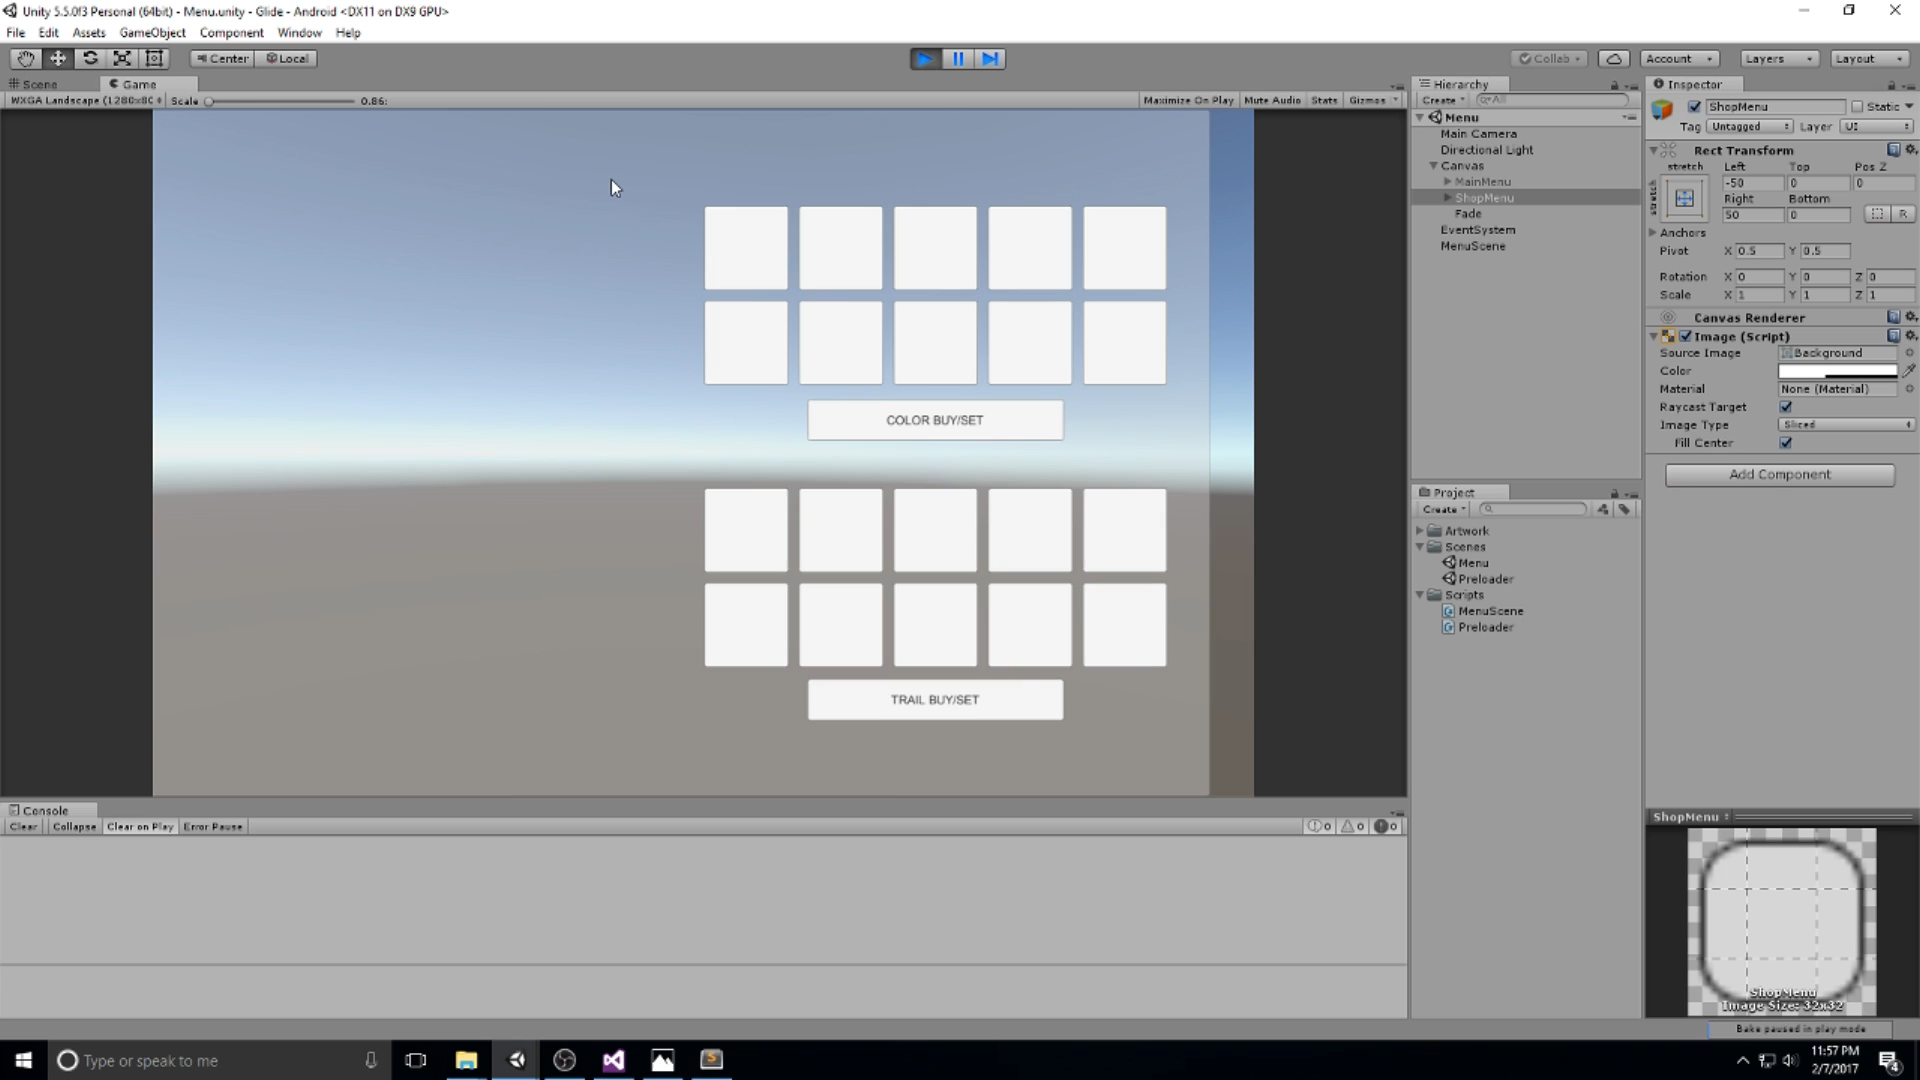 Unity 5.5.0f3 Personal (64bit) - Menu.unity - Glide - Android <DX11 on DX9 GPU>
File Edit Assets GameObject Component Window Help
Center Local
Collab Account Layers Layout
Scene Game
WXGA Landscape (1280x80 Scale 0.86:
Maximize On Play Mute Audio Stats Gizmos
COLOR BUY/SET
TRAIL BUY/SET
Console
Clear Collapse Clear on Play Error Pause
0 0 0
Hierarchy
Create All
Menu
Main Camera
Directional Light
Canvas
MainMenu
ShopMenu
Fade
EventSystem
MenuScene
Project
Create
Artwork
Scenes
Menu
Preloader
Scripts
MenuScene
Preloader
Inspector
ShopMenu Static
Tag Untagged Layer UI
Rect Transform
stretch Left Top Pos Z
stretch -50 0 0
Right Bottom
50 0 R
Anchors
Pivot X 0.5 Y 0.5
Rotation X 0 Y 0 Z 0
Scale X 1 Y 1 Z 1
Canvas Renderer
Image (Script)
Source Image Background
Color
Material None (Material)
Raycast Target
Image Type Sliced
Fill Center
Add Component
ShopMenu
ShopMenu
Image Size: 32x32
Bake paused in play mode
Type or speak to me
11:57 PM
2/7/2017
4